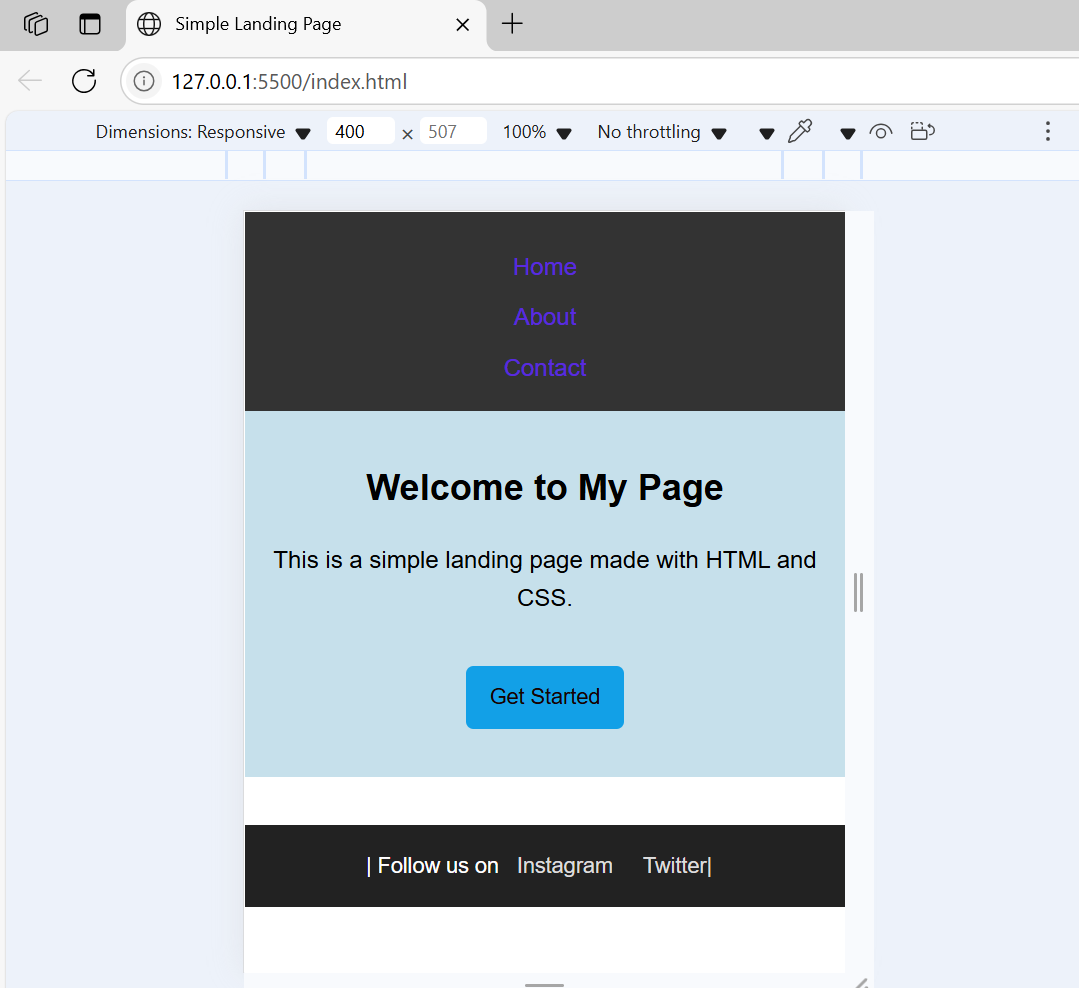 Simple Landing Page
127.0.0.1:5500/index.html
Dimensions: Responsive 400 × 507 100% No throttling
Home
About
Contact
Welcome to My Page
This is a simple landing page made with HTML and
CSS.
Get Started
| Follow us on Instagram Twitter|